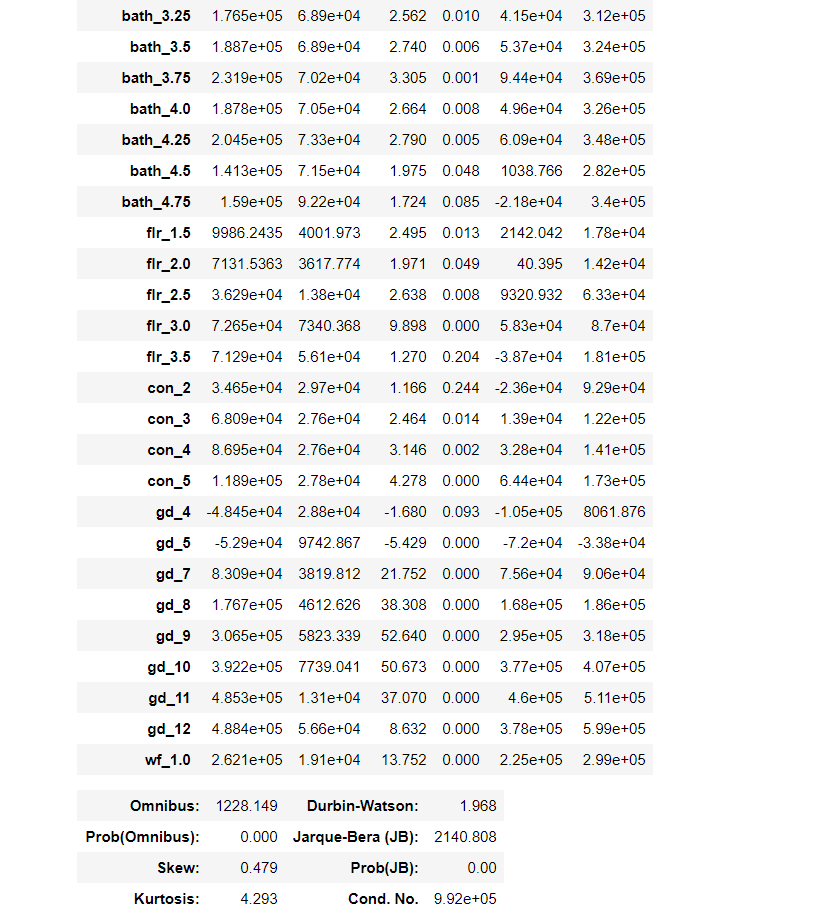 bath_3.25 1.765e+05 6.89e+04 2.562 0.010 4.15e+04 3.12e+05
bath_3.5 1.887e+05 6.89e+04 2.740 0.006 5.37e+04 3.24e+05
bath_3.75 2.319e+05 7.02e+04 3.305 0.001 9.44e+04 3.69e+05
bath_4.0 1.878e+05 7.05e+04 2.664 0.008 4.96e+04 3.26e+05
bath_4.25 2.045e+05 7.33e+04 2.790 0.005 6.09e+04 3.48e+05
bath_4.5 1.413e+05 7.15e+04 1.975 0.048 1038.766 2.82e+05
bath_4.75 1.59e+05 9.22e+04 1.724 0.085 -2.18e+04 3.4e+05
flr_1.5 9986.2435 4001.973 2.495 0.013 2142.042 1.78e+04
flr_2.0 7131.5363 3617.774 1.971 0.049 40.395 1.42e+04
flr_2.5 3.629e+04 1.38e+04 2.638 0.008 9320.932 6.33e+04
flr_3.0 7.265e+04 7340.368 9.898 0.000 5.83e+04 8.7e+04
flr_3.5 7.129e+04 5.61e+04 1.270 0.204 -3.87e+04 1.81e+05
con_2 3.465e+04 2.97e+04 1.166 0.244 -2.36e+04 9.29e+04
con_3 6.809e+04 2.76e+04 2.464 0.014 1.39e+04 1.22e+05
con_4 8.695e+04 2.76e+04 3.146 0.002 3.28e+04 1.41e+05
con_5 1.189e+05 2.78e+04 4.278 0.000 6.44e+04 1.73e+05
gd_4 -4.845e+04 2.88e+04 -1.680 0.093 -1.05e+05 8061.876
gd_5 -5.29e+04 9742.867 -5.429 0.000 -7.2e+04 -3.38e+04
gd_7 8.309e+04 3819.812 21.752 0.000 7.56e+04 9.06e+04
gd_8 1.767e+05 4612.626 38.308 0.000 1.68e+05 1.86e+05
gd_9 3.065e+05 5823.339 52.640 0.000 2.95e+05 3.18e+05
gd_10 3.922e+05 7739.041 50.673 0.000 3.77e+05 4.07e+05
gd_11 4.853e+05 1.31e+04 37.070 0.000 4.6e+05 5.11e+05
gd_12 4.884e+05 5.66e+04 8.632 0.000 3.78e+05 5.99e+05
wf_1.0 2.621e+05 1.91e+04 13.752 0.000 2.25e+05 2.99e+05
Omnibus: 1228.149 Durbin-Watson: 1.968
Prob(Omnibus): 0.000 Jarque-Bera (JB): 2140.808
Skew: 0.479 Prob(JB): 0.00
Kurtosis: 4.293 Cond. No. 9.92e+05